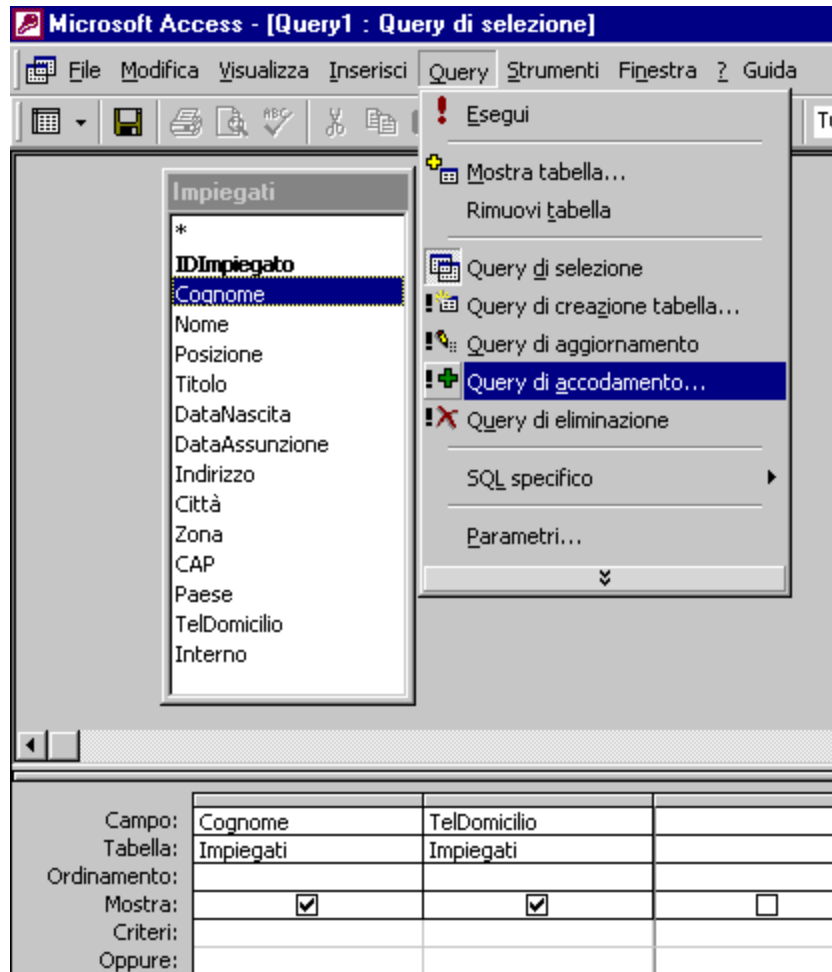 Microsoft Access - [Query1 : Query di selezione]
File Modifica Visualizza Inserisci Query Strumenti Finestra ? Guida
ABC
Esegui
Mostra tabella...
Rimuovi tabella
Query di selezione
Query di creazione tabella...
Query di aggiornamento
Query di accodamento...
Query di eliminazione
SQL specifico
Parametri...
Impiegati
*
IDImpiegato
Cognome
Nome
Posizione
Titolo
DataNascita
DataAssunzione
Indirizzo
Città
Zona
CAP
Paese
TelDomicilio
Interno
Campo: Cognome TelDomicilio
Tabella: Impiegati Impiegati
Ordinamento:
Mostra:
Criteri:
Oppure: